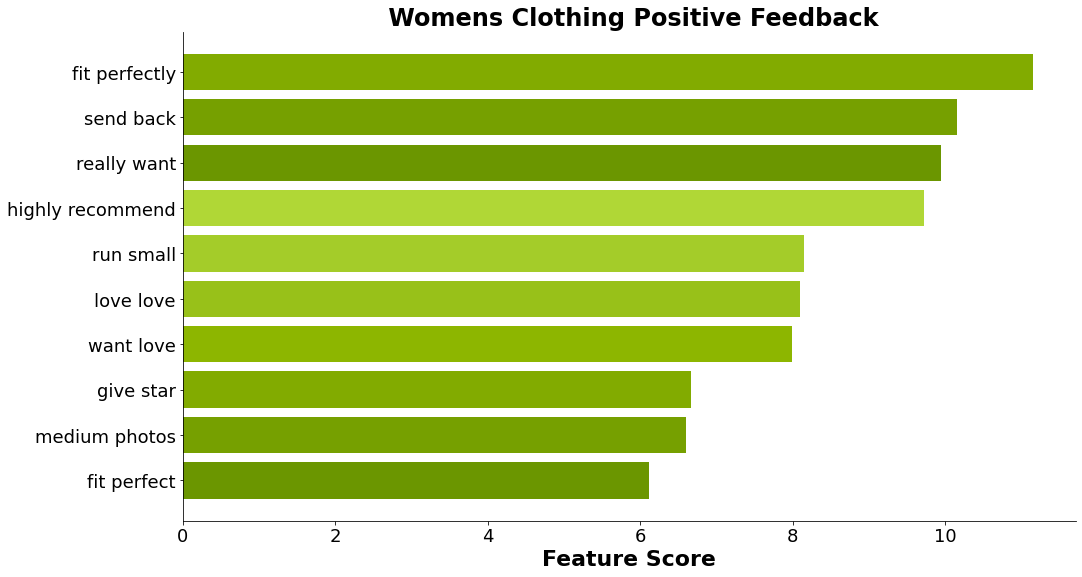 Womens Clothing Positive Feedback
fit perfectly
send back
really want
highly recommend
run small
love love
want love
give star
medium photos
fit perfect
0 2 4 6 8 10
Feature Score